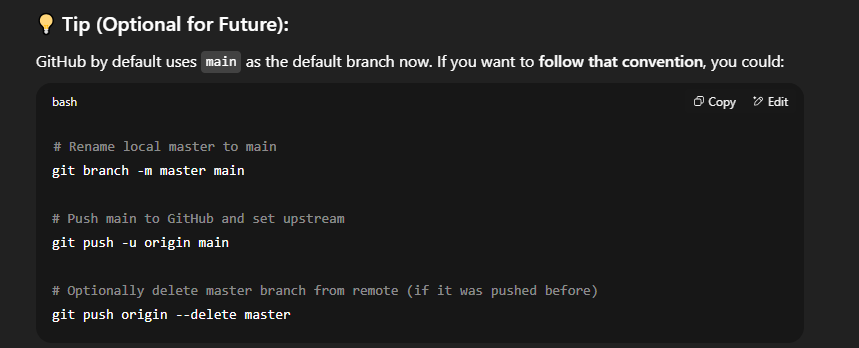 💡 Tip (Optional for Future):
GitHub by default uses main as the default branch now. If you want to follow that convention, you could:
bash
Copy
Edit
# Rename local master to main
git branch -m master main
# Push main to GitHub and set upstream
git push -u origin main
# Optionally delete master branch from remote (if it was pushed before)
git push origin --delete master